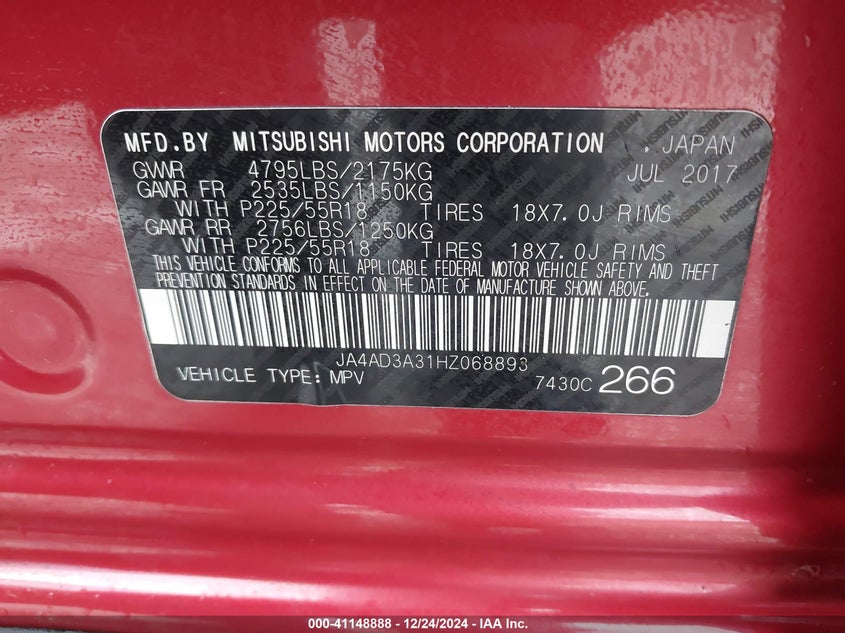 MFD.BY MITSUBISHI MOTORS CORPORATION , JAPAN
GVWR 4795LBS/2175KG JUL 2017
GAWR FR 2535LBS/1150KG
WITH P225/55R18 TIRES 18X7.0J RIMS
GAWR RR 2756LBS/1250KG
WITH P225/55R18 TIRES 18X7.0J RIMS
THIS VEHICLE CONFORMS TO ALL APPLICABLE FEDERAL MOTOR VEHICLE SAFETY AND THEFT
PREVENTION STANDARDS IN EFFECT ON THE DATE OF MANUFACTURE SHOWN ABOVE.
JA4AD3A31HZ068893
VEHICLE TYPE: MPV 7430C 266
000-41148888 - 12/24/2024 - IAA Inc.